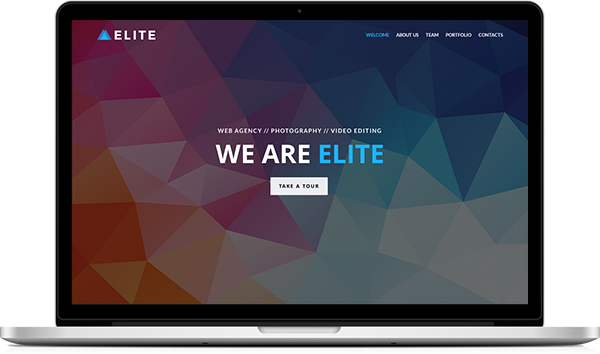 ELITE
WELCOME ABOUT US TEAM PORTFOLIO CONTACTS
WEB AGENCY // PHOTOGRAPHY // VIDEO EDITING
WE ARE ELITE
TAKE A TOUR